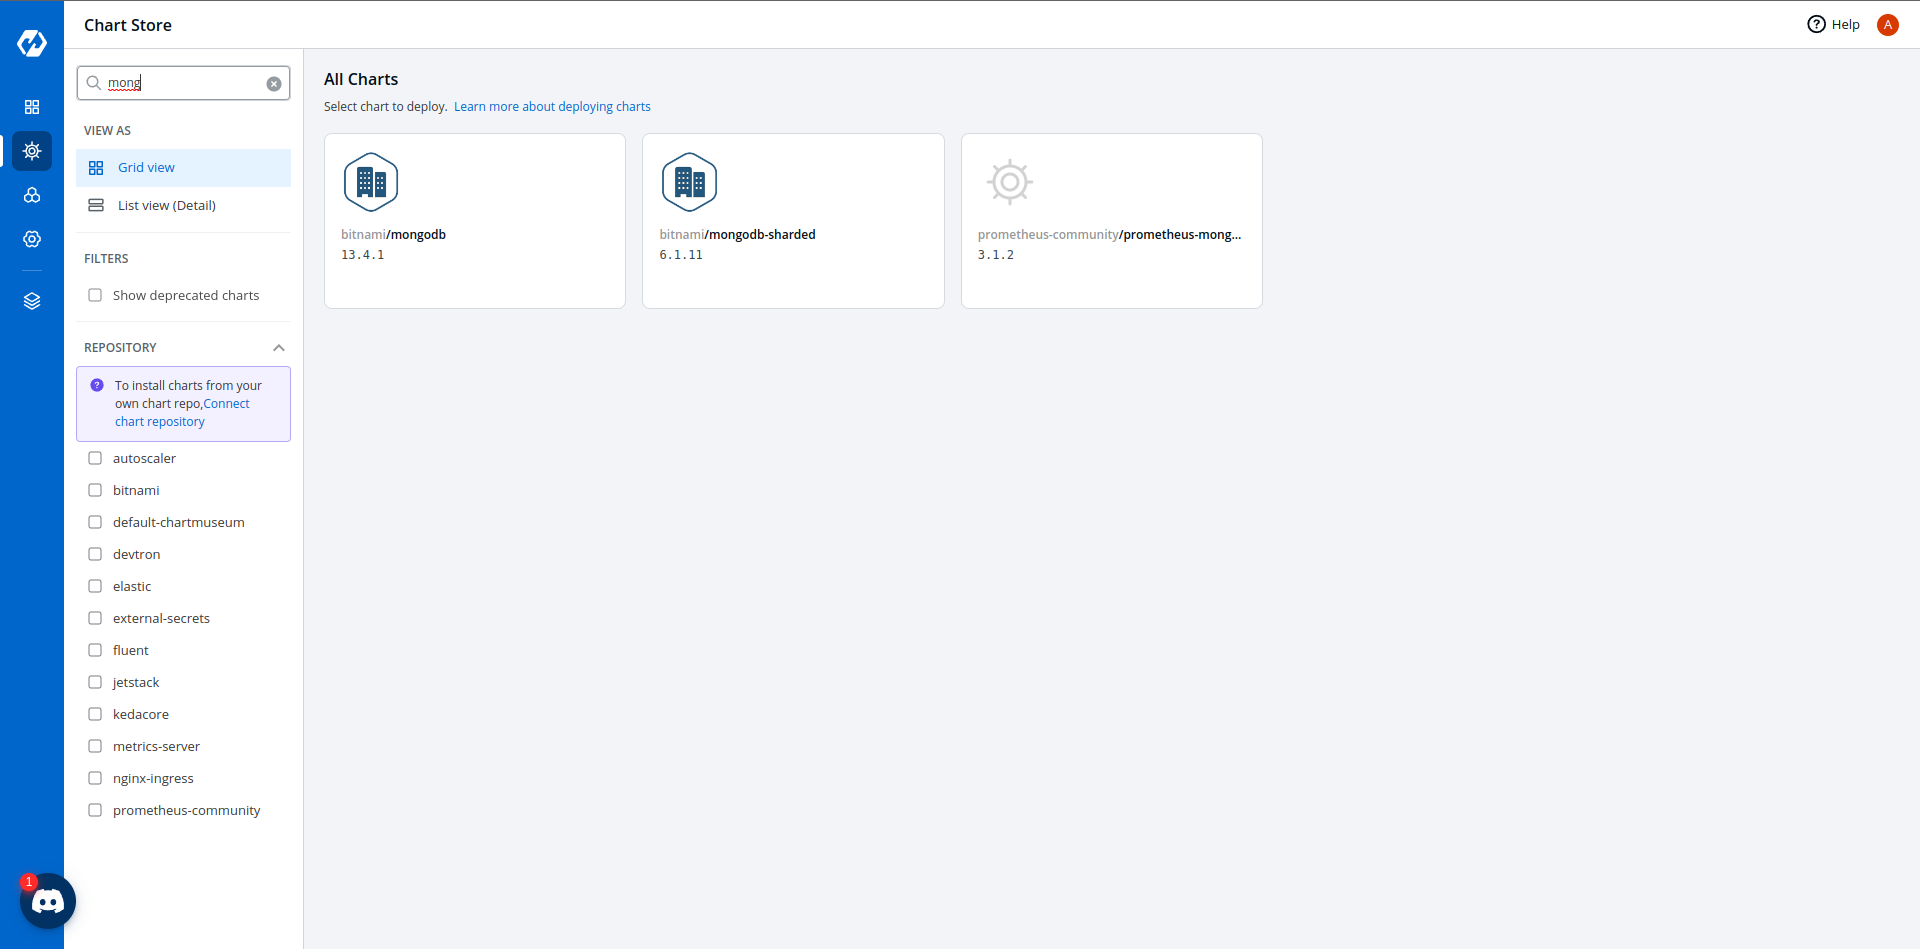 Chart Store
Help
A
mong
VIEW AS
Grid view
List view (Detail)
FILTERS
Show deprecated charts
REPOSITORY
? To install charts from your
own chart repo,Connect
chart repository
autoscaler
bitnami
default-chartmuseum
devtron
elastic
external-secrets
fluent
jetstack
kedacore
metrics-server
nginx-ingress
prometheus-community
1
All Charts
Select chart to deploy. Learn more about deploying charts
bitnami/mongodb
13.4.1
bitnami/mongodb-sharded
6.1.11
prometheus-community/prometheus-mong...
3.1.2